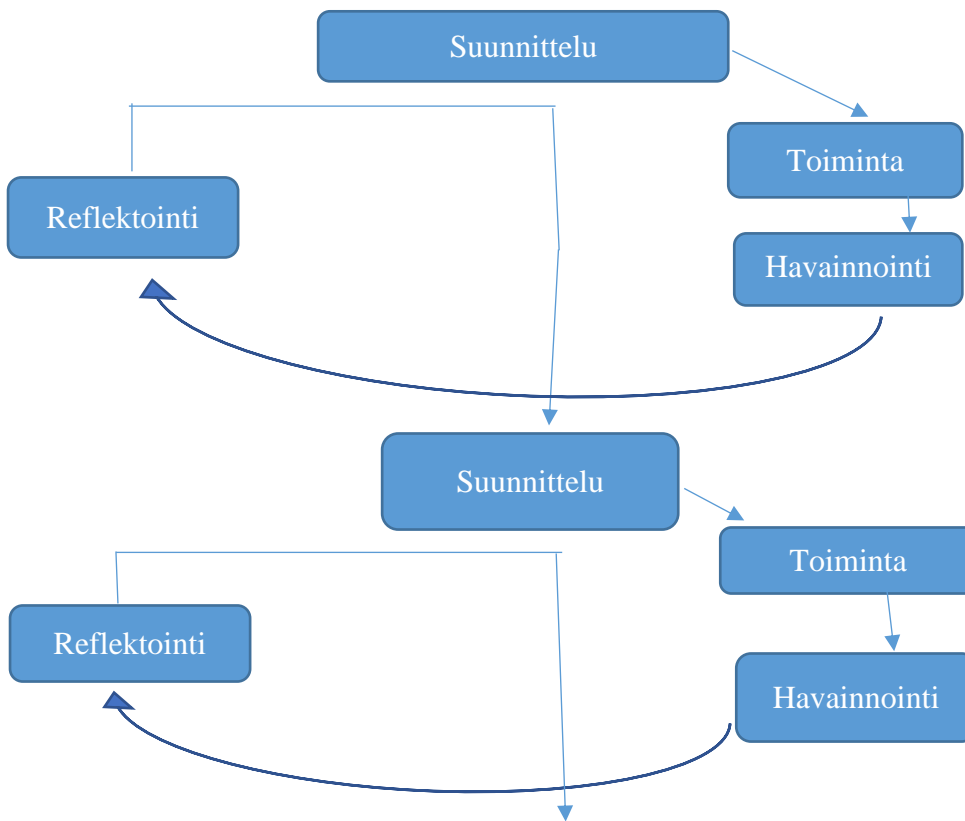 Suunnittelu
Toiminta
Reflektointi
Havainnointi
Suunnittelu
Toiminta
Reflektointi
Havainnointi